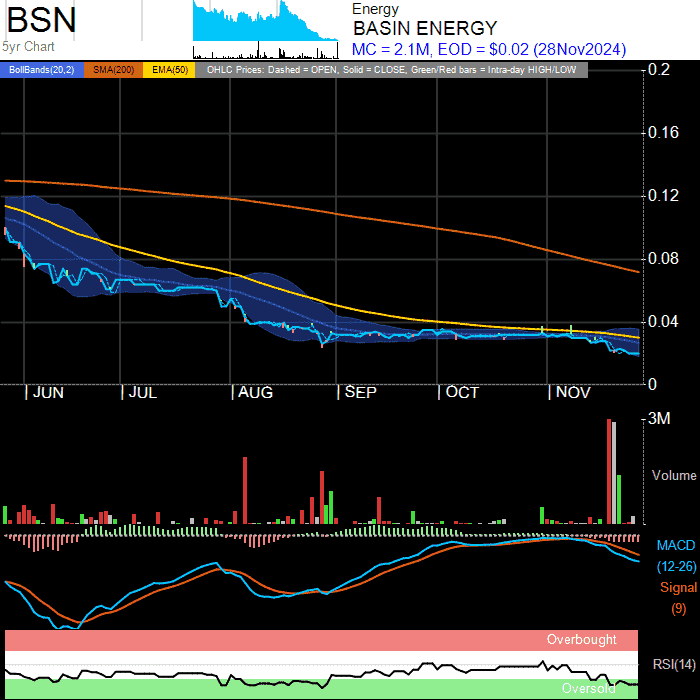 BSN
5yr Chart
Energy
BASIN ENERGY
MC = 2.1M, EOD = $0.02 (28Nov2024)
BollBands(20,2) SMA(200) EMA(50) OHLC Prices: Dashed = OPEN, Solid = CLOSE, Green/Red bars = Intra-day HIGH/LOW
0.2
0.16
0.12
0.08
0.04
0
JUN JUL AUG SEP OCT NOV
3M
Volume
MACD
(12-26)
Signal
(9)
Overbought
RSI(14)
Oversold